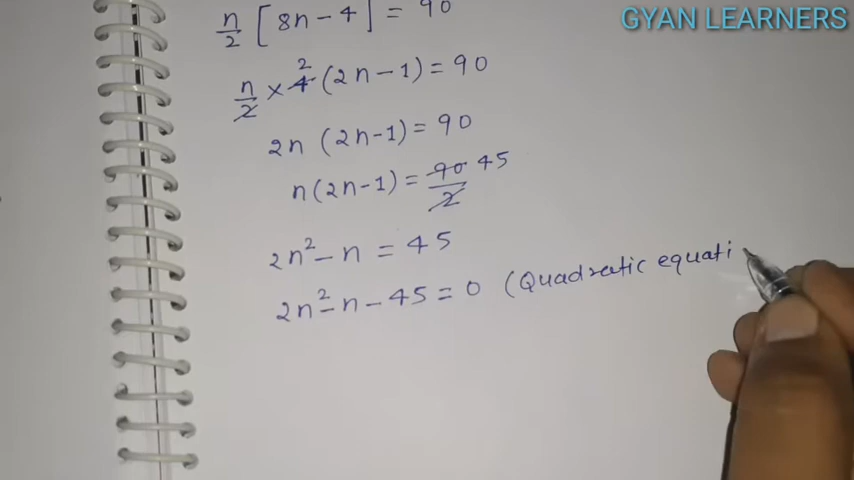 GYAN LEARNERS
n/2 [8n-4] = 90
n/2 × 4 2 (2n-1) = 90
2n (2n-1) = 90
n(2n-1) = 90/2 45
2n² - n = 45
2n² - n - 45 = 0 (Quadratic equati